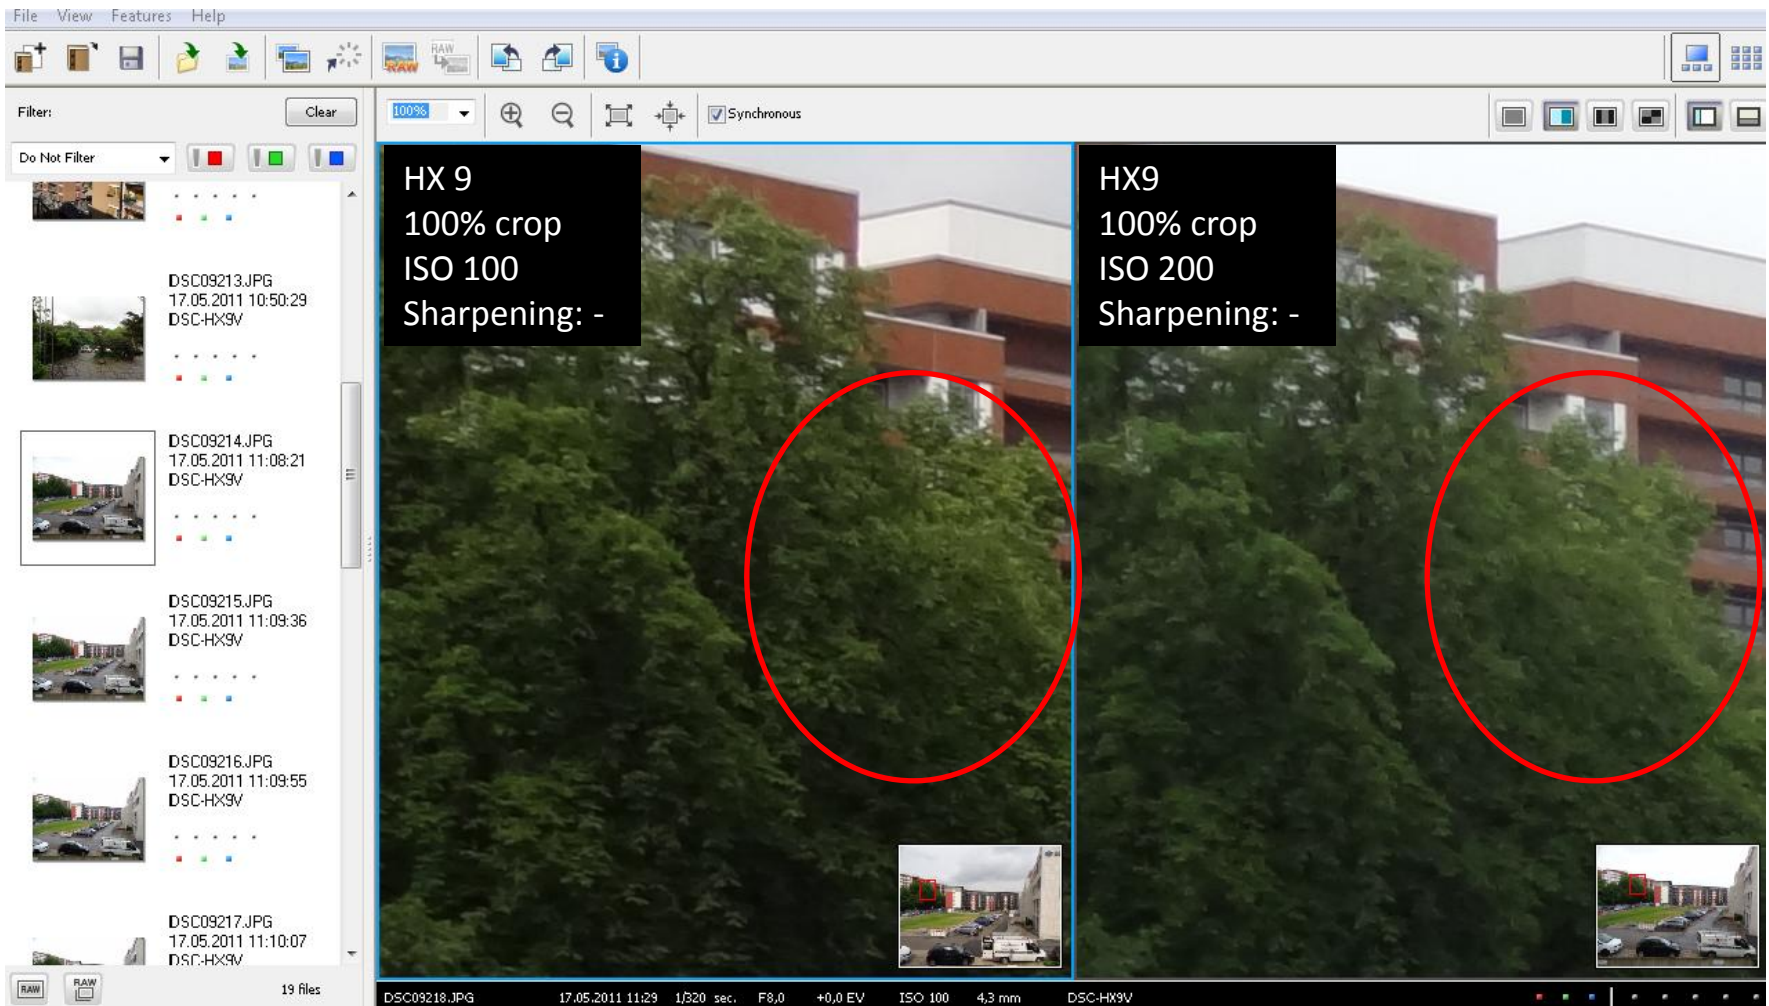 File View Features Help
RAW
RAW
Filter:
Clear
100%
Synchronous
Do Not Filter
DSC09213.JPG
17.05.2011 10:50:29
DSC-HX9V
DSC09214.JPG
17.05.2011 11:08:21
DSC-HX9V
DSC09215.JPG
17.05.2011 11:09:36
DSC-HX9V
DSC09216.JPG
17.05.2011 11:09:55
DSC-HX9V
DSC09217.JPG
17.05.2011 11:10:07
DSC-HX9V
RAW
RAW
19 files
HX 9
100% crop
ISO 100
Sharpening: -
HX9
100% crop
ISO 200
Sharpening: -
DSC09218.JPG 17.05.2011 11:29 1/320 sec. F8,0 +0,0 EV ISO 100 4,3 mm DSC-HX9V